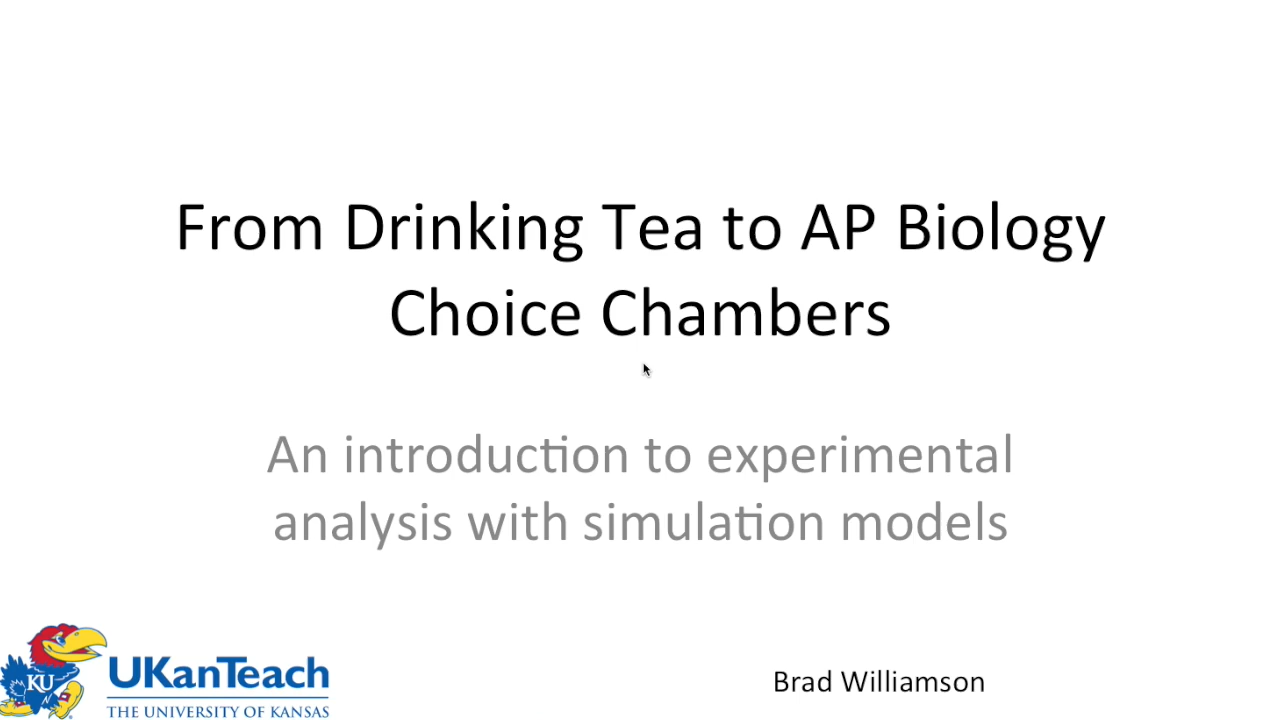 From Drinking Tea to AP Biology
Choice Chambers
An introduction to experimental
analysis with simulation models
KU
UKanTeach
THE UNIVERSITY OF KANSAS
Brad Williamson